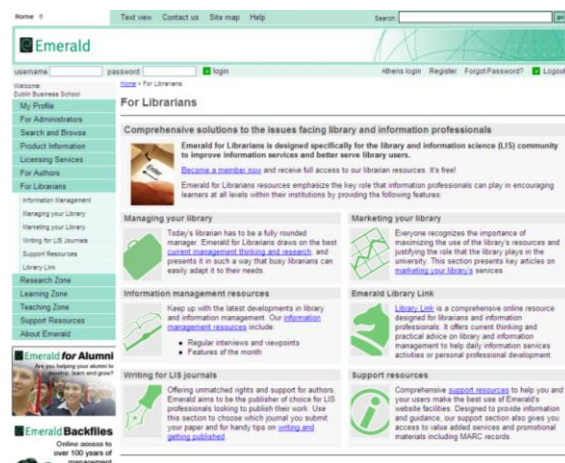 Home
Text view Contact us Site map Help
Search
Emerald
username password login
Athens login Register Forgot Password? Logout
Welcome:
Dublin Business School
Home > For Librarians
My Profile
For Administrators
Search and Browse
Product Information
Licensing Services
For Authors
For Librarians
Information Management
Managing your Library
Marketing your Library
Writing for LIS Journals
Support Resources
Library Link
Research Zone
Learning Zone
Teaching Zone
Support Resources
About Emerald
Emerald for Alumni
Are you helping your alumni to
develop, learn and grow?
Emerald Backfiles
Online access to
over 100 years of
management
For Librarians
Comprehensive solutions to the issues facing library and information professionals
Enter
Emerald for Librarians is designed specifically for the library and information science (LIS) community
to improve information services and better serve library users.
Become a member now and receive full access to our librarian resources. It's free!
Emerald for Librarians resources emphasize the key role that information professionals can play in encouraging
learners at all levels within their institutions by providing the following features:
Managing your library
Today's librarian has to be a fully rounded
manager. Emerald for Librarians draws on the best
current management thinking and research, and
presents it in such a way that busy librarians can
easily adapt it to their needs.
Marketing your library
Everyone recognizes the importance of
maximizing the use of the library's resources and
justifying the role that the library plays in the
university. This section presents key articles on
marketing your library's services.
Information management resources
Keep up with the latest developments in library
and information management. Our information
management resources include:
Regular interviews and viewpoints
Features of the month
Emerald Library Link
Library Link is a comprehensive online resource
designed for librarians and information
professionals. It offers current thinking and
practical advice on library and information
management to help daily information services
activities or personal professional development.
Writing for LIS journals
Offering unmatched rights and support for authors.
Emerald aims to be the publisher of choice for LIS
professionals looking to publish their work. Use
this section to choose which journal you submit
your paper and for handy tips on writing and
getting published.
Support resources
Comprehensive support resources to help you and
your users make the best use of Emerald's
website facilities. Designed to provide information
and guidance, our support section also gives you
access to value added services and promotional
materials including MARC records.